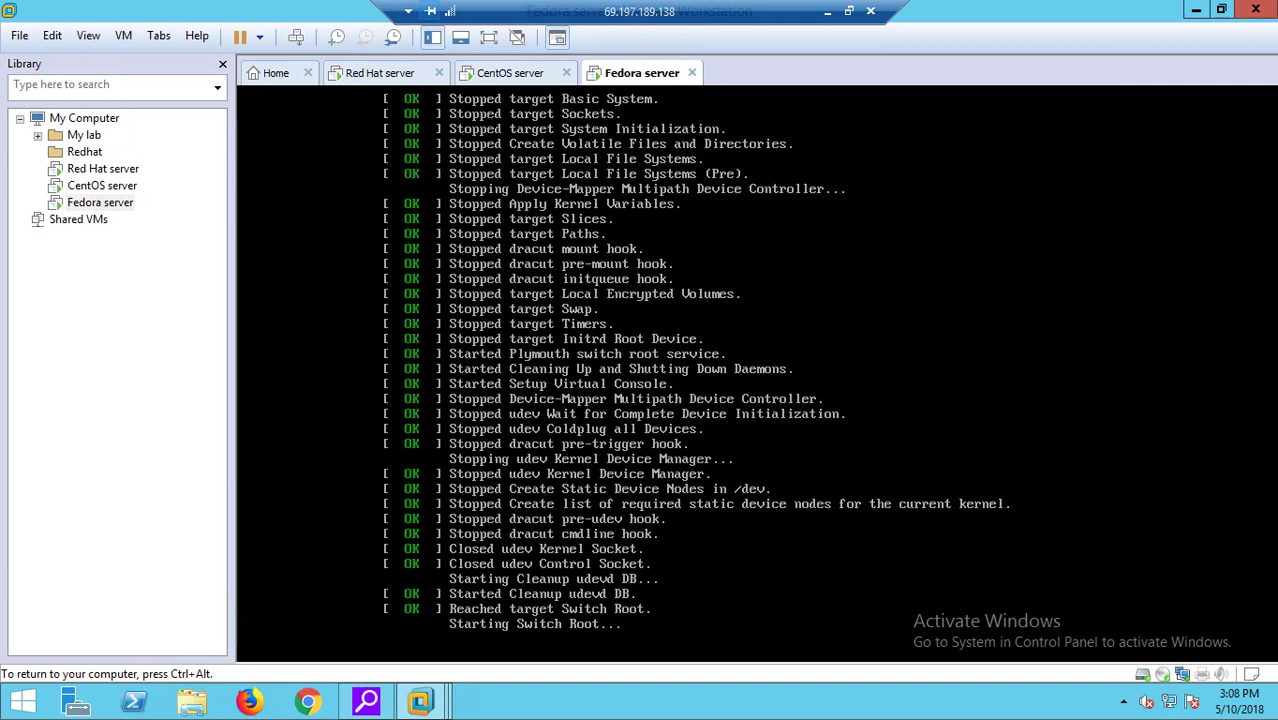 Fedora server - VMware Workstation
69.197.189.138
File Edit View VM Tabs Help
Library
Type here to search
My Computer
My lab
Redhat
Red Hat server
CentOS server
Fedora server
Shared VMs
Home
Red Hat server
CentOS server
Fedora server
[ OK ] Stopped target Basic System.
[ OK ] Stopped target Sockets.
[ OK ] Stopped target System Initialization.
[ OK ] Stopped Create Volatile Files and Directories.
[ OK ] Stopped target Local File Systems.
[ OK ] Stopped target Local File Systems (Pre).
Stopping Device-Mapper Multipath Device Controller...
[ OK ] Stopped Apply Kernel Variables.
[ OK ] Stopped target Slices.
[ OK ] Stopped target Paths.
[ OK ] Stopped dracut mount hook.
[ OK ] Stopped dracut pre-mount hook.
[ OK ] Stopped dracut initqueue hook.
[ OK ] Stopped target Local Encrypted Volumes.
[ OK ] Stopped target Swap.
[ OK ] Stopped target Timers.
[ OK ] Stopped target Initrd Root Device.
[ OK ] Started Plymouth switch root service.
[ OK ] Started Cleaning Up and Shutting Down Daemons.
[ OK ] Started Setup Virtual Console.
[ OK ] Stopped Device-Mapper Multipath Device Controller.
[ OK ] Stopped udev Wait for Complete Device Initialization.
[ OK ] Stopped udev Coldplug all Devices.
[ OK ] Stopped dracut pre-trigger hook.
Stopping udev Kernel Device Manager...
[ OK ] Stopped udev Kernel Device Manager.
[ OK ] Stopped Create Static Device Nodes in /dev.
[ OK ] Stopped Create list of required static device nodes for the current kernel.
[ OK ] Stopped dracut pre-udev hook.
[ OK ] Stopped dracut cmdline hook.
[ OK ] Closed udev Kernel Socket.
[ OK ] Closed udev Control Socket.
Starting Cleanup udevd DB...
[ OK ] Started Cleanup udevd DB.
[ OK ] Reached target Switch Root.
Starting Switch Root...
Activate Windows
Go to System in Control Panel to activate Windows.
To return to your computer, press Ctrl+Alt.
3:08 PM
5/10/2018